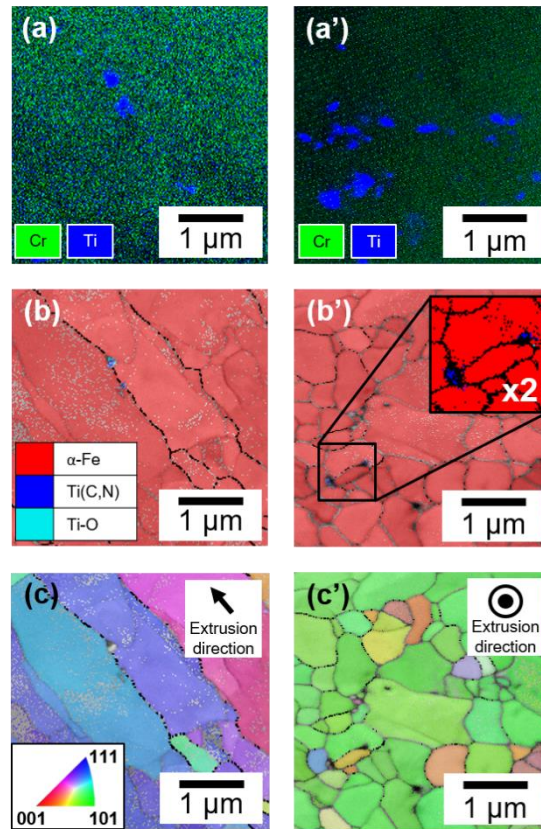 (a)
Cr Ti 1 µm
(a')
Cr Ti 1 µm
(b)
α-Fe
Ti(C,N)
Ti-O
1 µm
(b')
x2
1 µm
(c)
Extrusion
direction
111
001 101
1 µm
(c')
Extrusion
direction
1 µm